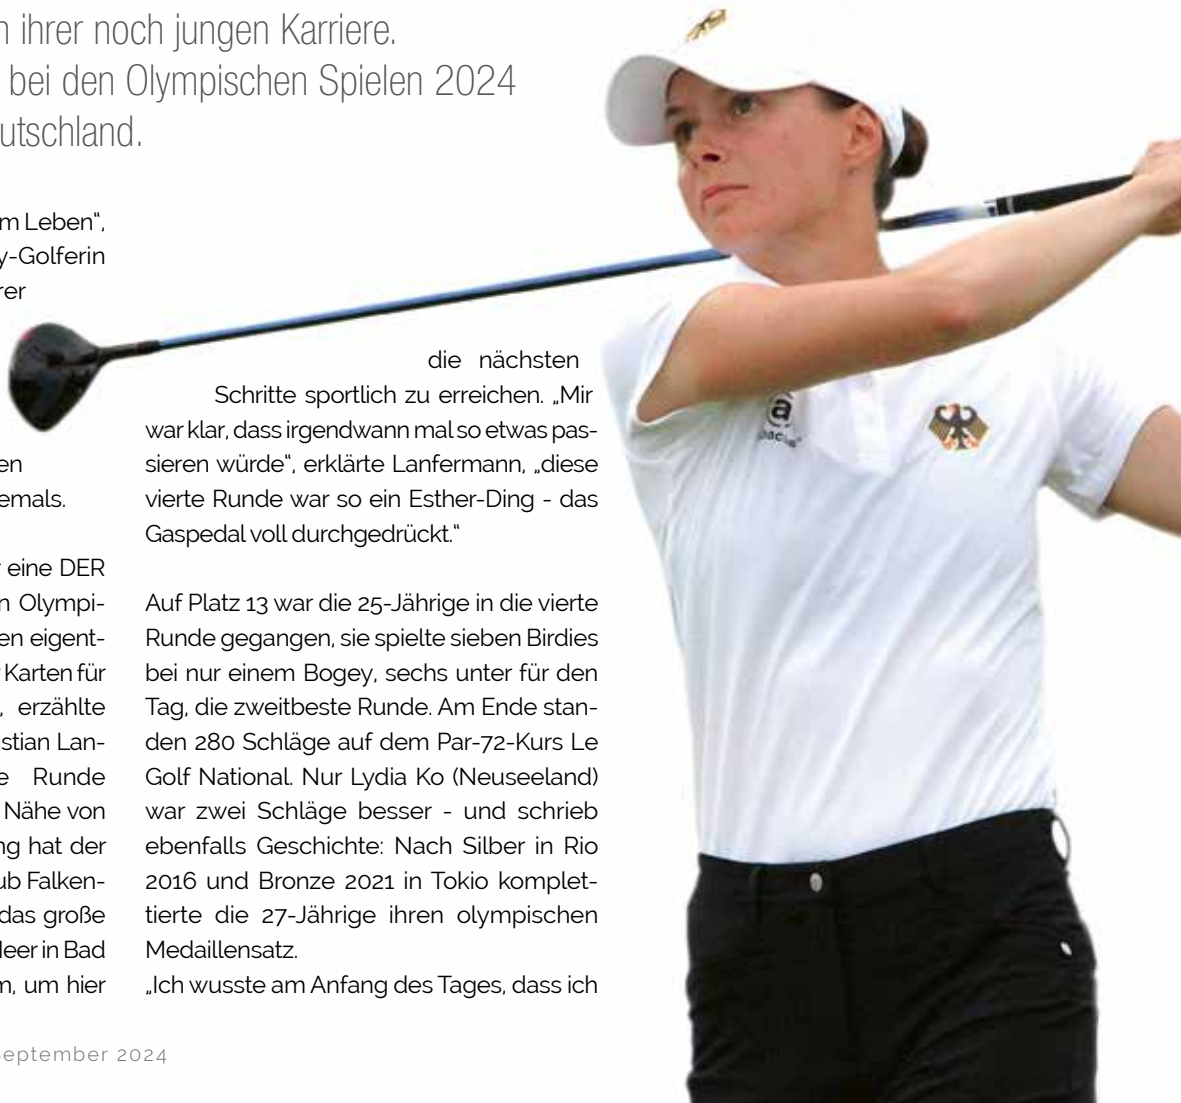 n ihrer noch jungen Karriere.
bei den Olympischen Spielen 2024
utschland.
m Leben“,
y-Golferin
rer
en
emals.
eine DER
n Olympi-
en eigent-
Karten für
, erzählte
stian Lan-
e Runde
Nähe von
ng hat der
ub Falken-
das große
Meer in Bad
m, um hier
die nächsten
Schritte sportlich zu erreichen. „Mir
war klar, dass irgendwann mal so etwas pas-
sieren würde“, erklärte Lanfermann, „diese
vierte Runde war so ein Esther-Ding - das
Gaspedal voll durchgedrückt.“
Auf Platz 13 war die 25-Jährige in die vierte
Runde gegangen, sie spielte sieben Birdies
bei nur einem Bogey, sechs unter für den
Tag, die zweitbeste Runde. Am Ende stan-
den 280 Schläge auf dem Par-72-Kurs Le
Golf National. Nur Lydia Ko (Neuseeland)
war zwei Schläge besser - und schrieb
ebenfalls Geschichte: Nach Silber in Rio
2016 und Bronze 2021 in Tokio komplet-
tierte die 27-Jährige ihren olympischen
Medaillensatz.
„Ich wusste am Anfang des Tages, dass ich
a
September 2024